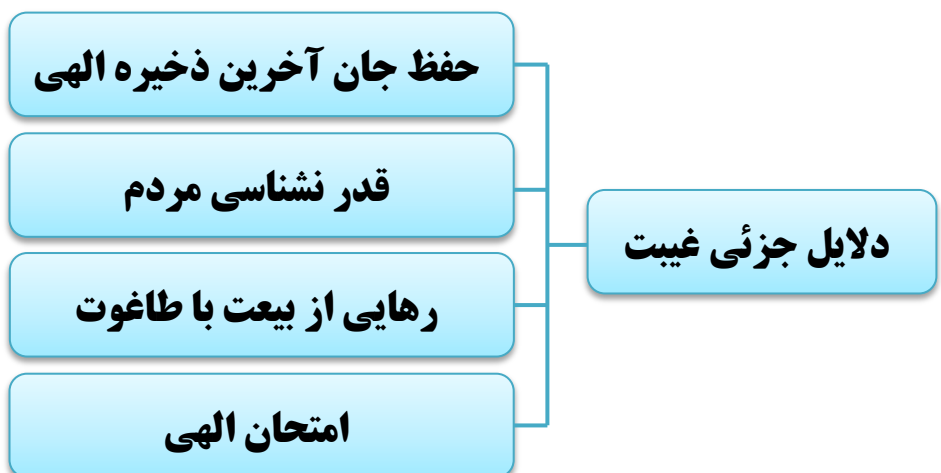 دلایل جزئی غیبت
حفظ جان آخرین ذخیره الهی
قدر نشناسی مردم
رهایی از بیعت با طاغوت
امتحان الهی